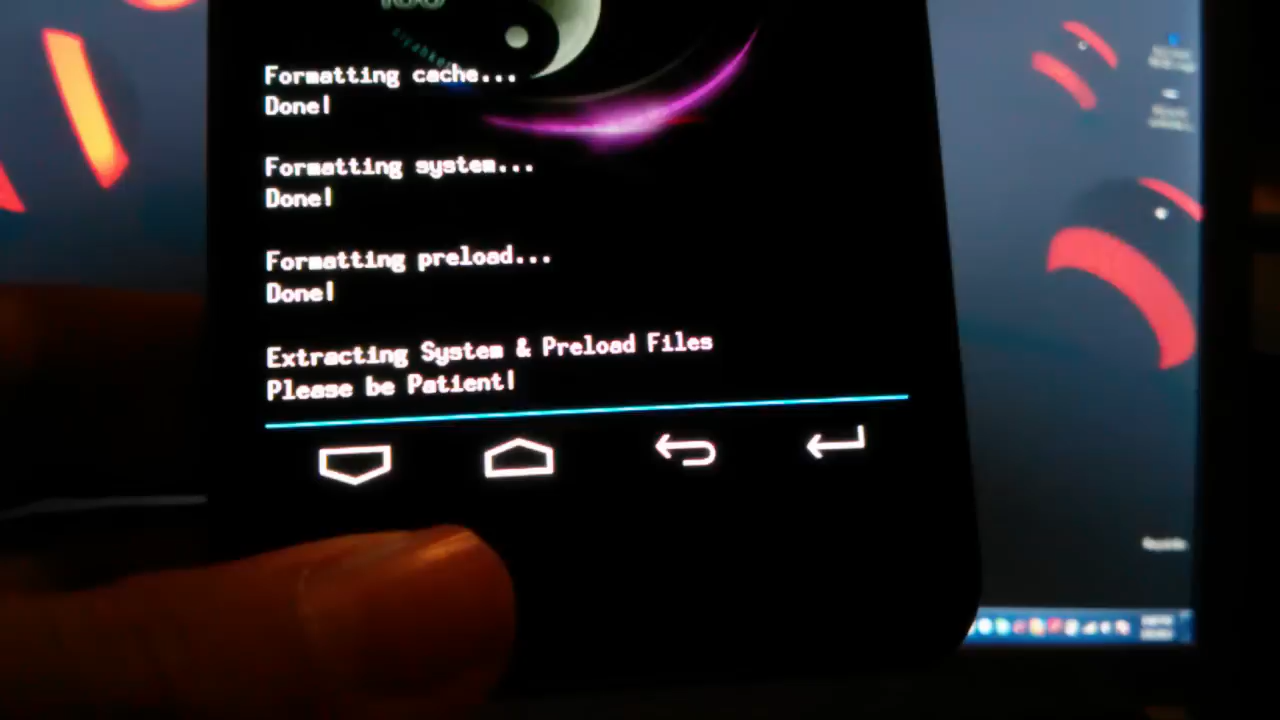 Formatting cache...
Done!
Formatting system...
Done!
Formatting preload...
Done!
Extracting System & Preload Files
Please be Patient!